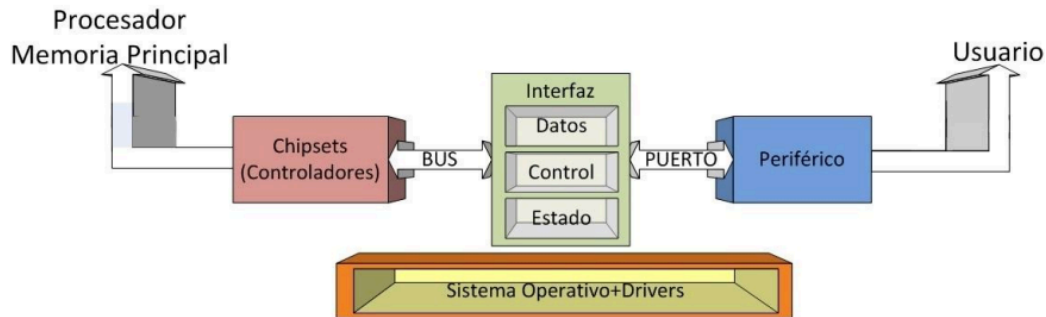 Procesador
Memoria Principal
Usuario
Interfaz
Datos
Chipsets
(Controladores)
BUS
Control
PUERTO
Periférico
Estado
Sistema Operativo+Drivers